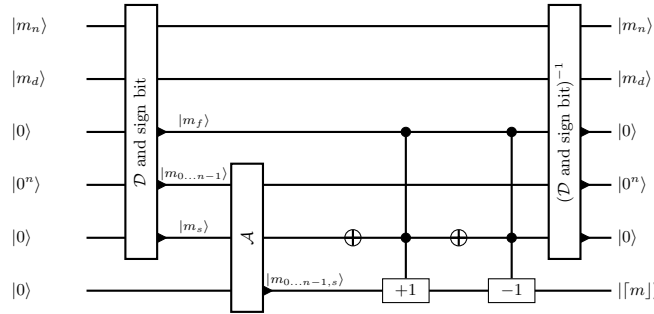 |m_n⟩ |m_n⟩
|m_d⟩ |m_d⟩
|0⟩ |m_f⟩ |0⟩
|0^n⟩ |m_{0...n−1}⟩ |0^n⟩
|0⟩ |m_s⟩ |0⟩
|0⟩ |m_{0...n−1,s}⟩ +1 −1 |⌈m⌋⟩
𝒟 and sign bit
𝒜
(𝒟 and sign bit)^{−1}